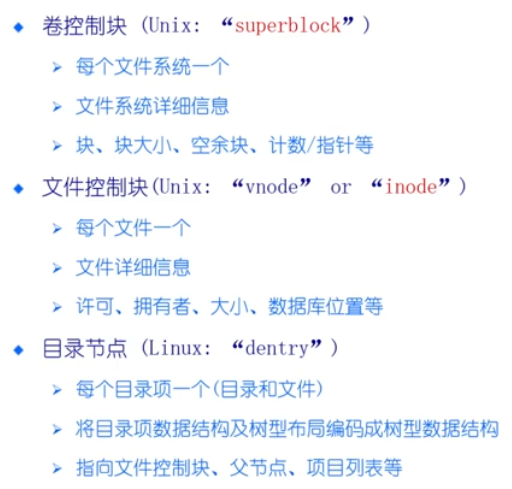 卷控制块 (Unix: “superblock”)
每个文件系统一个
文件系统详细信息
块、块大小、空余块、计数/指针等
文件控制块(Unix: “vnode” or “inode”)
每个文件一个
文件详细信息
许可、拥有者、大小、数据库位置等
目录节点 (Linux: “dentry”)
每个目录项一个(目录和文件)
将目录项数据结构及树型布局编码成树型数据结构
指向文件控制块、父节点、项目列表等